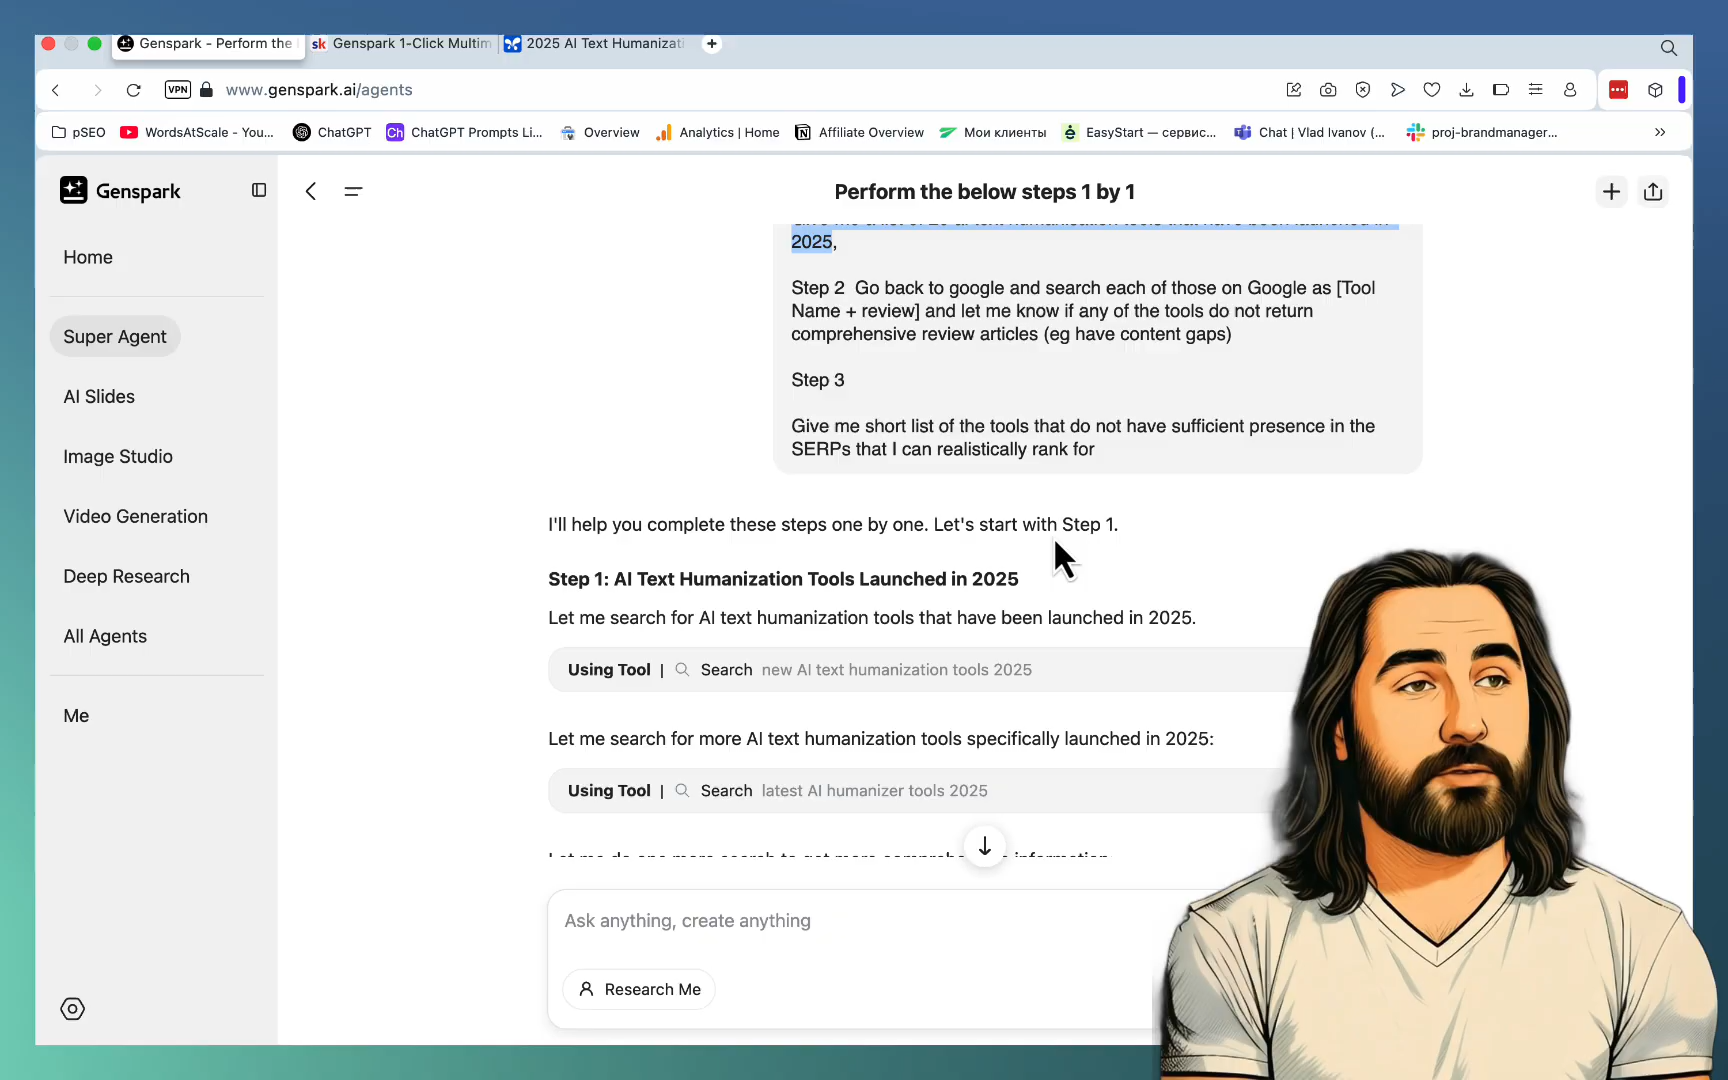 Genspark - Perform the
sk Genspark 1-Click Multim
2025 AI Text Humanizati
VPN www.genspark.ai/agents
pSEO
WordsAtScale - You...
ChatGPT
Ch ChatGPT Prompts Li...
Overview
Analytics | Home
Affiliate Overview
Мои клиенты
EasyStart — сервис...
Chat | Vlad Ivanov (...
proj-brandmanager...
Genspark
Perform the below steps 1 by 1
Home
Super Agent
AI Slides
Image Studio
Video Generation
Deep Research
All Agents
Me
2025,
Step 2 Go back to google and search each of those on Google as [Tool
Name + review] and let me know if any of the tools do not return
comprehensive review articles (eg have content gaps)
Step 3
Give me short list of the tools that do not have sufficient presence in the
SERPs that I can realistically rank for
I'll help you complete these steps one by one. Let's start with Step 1.
Step 1: AI Text Humanization Tools Launched in 2025
Let me search for AI text humanization tools that have been launched in 2025.
Using Tool | Search new AI text humanization tools 2025
Let me search for more AI text humanization tools specifically launched in 2025:
Using Tool | Search latest AI humanizer tools 2025
Ask anything, create anything
Research Me